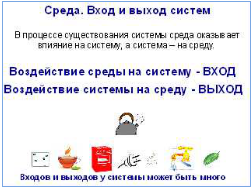 Среда. Вход и выход систем
В процессе существования системы среда оказывает
влияние на систему, а система – на среду.
Воздействие среды на систему - ВХОД
Воздействие системы на среду - ВЫХОД
Входов и выходов у системы может быть много